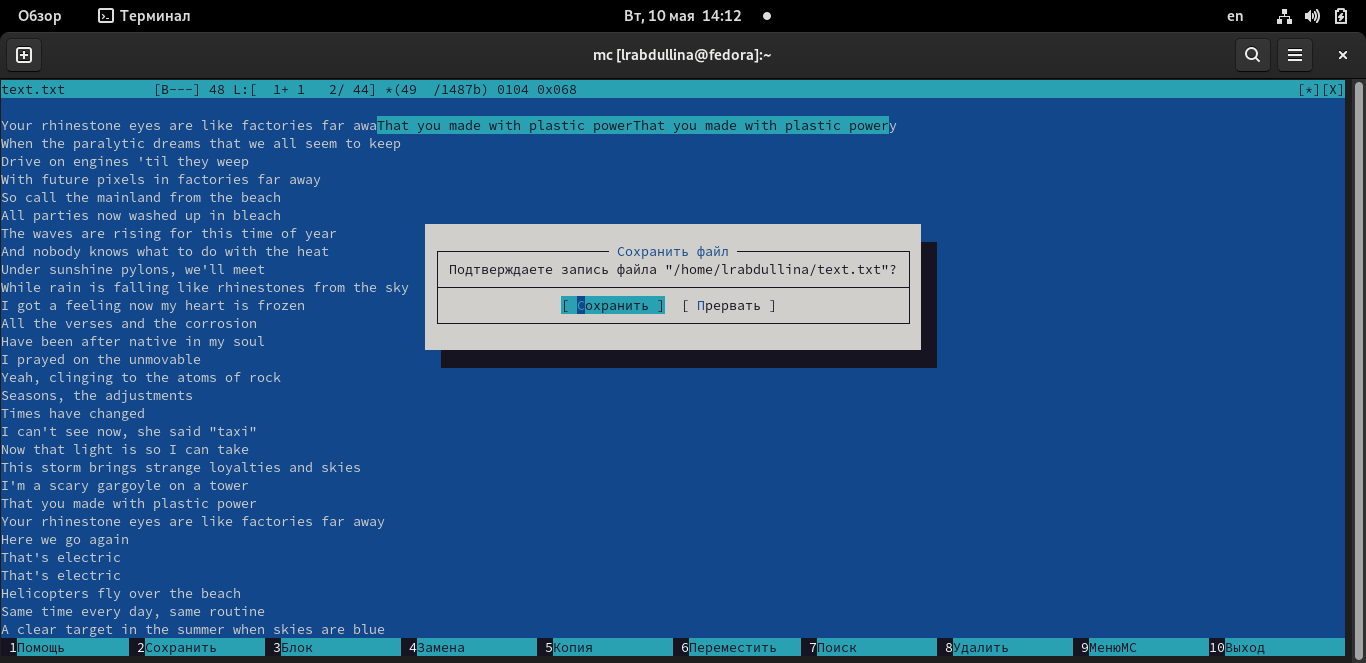 Обзор Терминал Вт, 10 мая 14:12 en
mc [lrabdullina@fedora]:~
text.txt [B---] 48 L:[ 1+ 1 2/ 44] *(49 /1487b) 0104 0x068 [*][X]
Your rhinestone eyes are like factories far awaThat you made with plastic powerThat you made with plastic powery
When the paralytic dreams that we all seem to keep
Drive on engines 'til they weep
With future pixels in factories far away
So call the mainland from the beach
All parties now washed up in bleach
The waves are rising for this time of year
And nobody knows what to do with the heat
Under sunshine pylons, we'll meet
While rain is falling like rhinestones from the sky
I got a feeling now my heart is frozen
All the verses and the corrosion
Have been after native in my soul
I prayed on the unmovable
Yeah, clinging to the atoms of rock
Seasons, the adjustments
Times have changed
I can't see now, she said "taxi"
Now that light is so I can take
This storm brings strange loyalties and skies
I'm a scary gargoyle on a tower
That you made with plastic power
Your rhinestone eyes are like factories far away
Here we go again
That's electric
That's electric
Helicopters fly over the beach
Same time every day, same routine
A clear target in the summer when skies are blue
Сохранить файл
Подтверждаете запись файла "/home/lrabdullina/text.txt"?
[ Сохранить ] [ Прервать ]
1Помощь 2Сохранить 3Блок 4Замена 5Копия 6Переместить 7Поиск 8Удалить 9МенюMC 10Выход